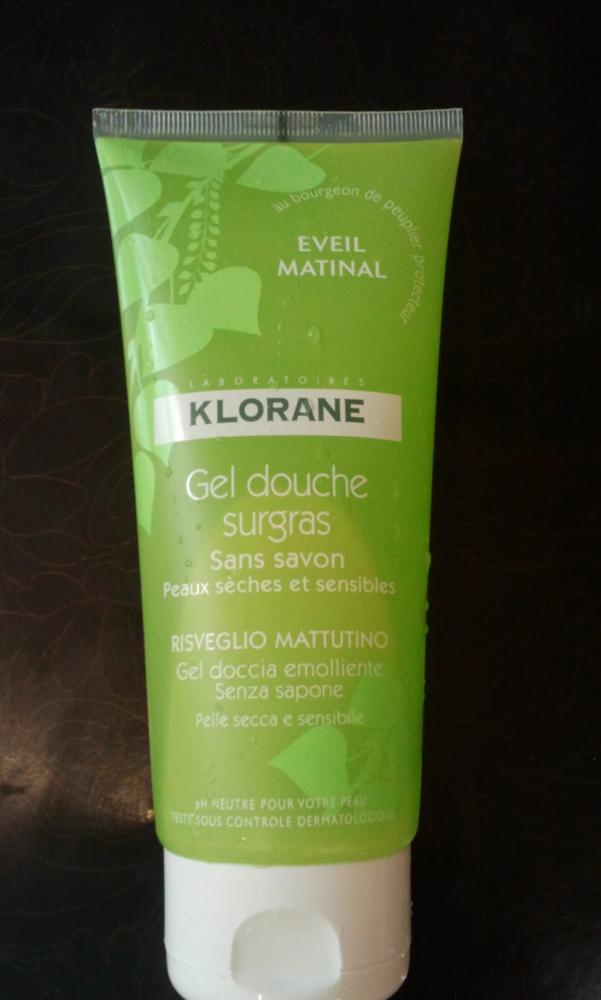 au bourgeon de peuplier protecteur
EVEIL
MATINAL
LABORATOIRES
KLORANE
Gel douche
surgras
Sans savon
Peaux sèches et sensibles
RISVEGLIO MATTUTINO
Gel doccia emolliente
Senza sapone
Pelle secca e sensibile
pH NEUTRE POUR VOTRE PEAU
TESTE SOUS CONTROLE DERMATOLOGIQUE